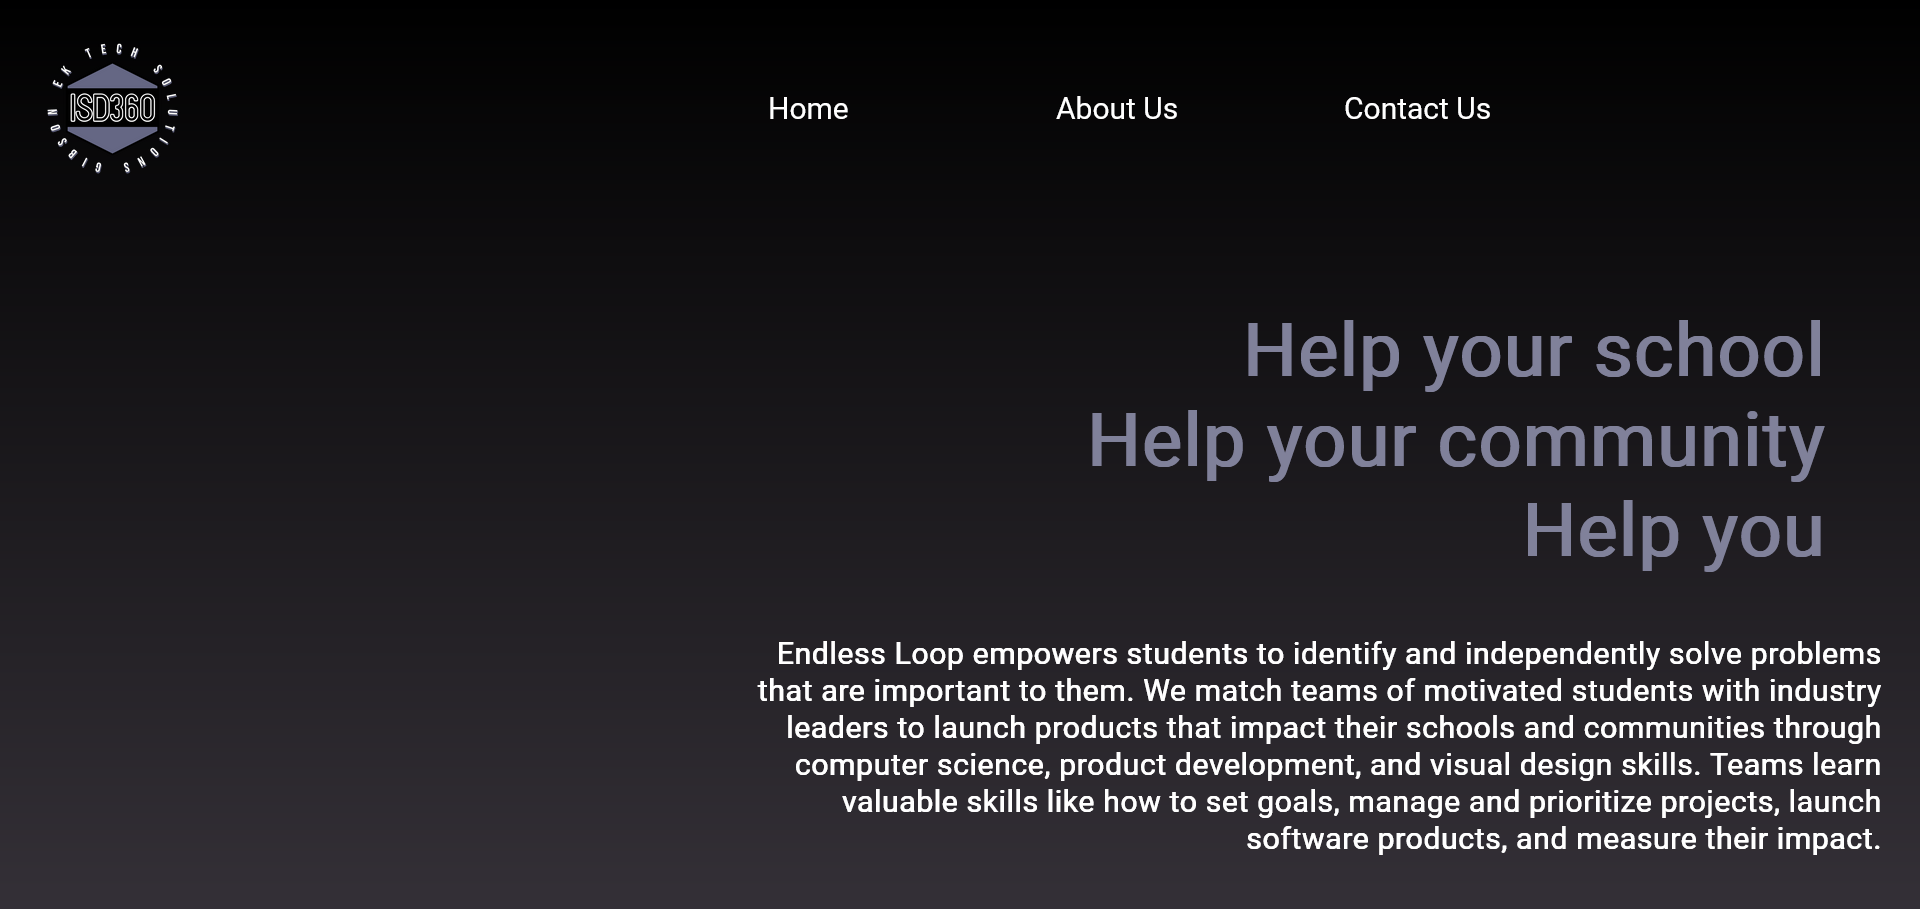 GIBSON EK TECH SOLUTIONS
ISD360
Home
About Us
Contact Us
Help your school
Help your community
Help you
Endless Loop empowers students to identify and independently solve problems
that are important to them. We match teams of motivated students with industry
leaders to launch products that impact their schools and communities through
computer science, product development, and visual design skills. Teams learn
valuable skills like how to set goals, manage and prioritize projects, launch
software products, and measure their impact.